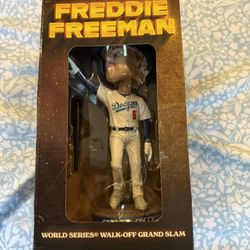 FREDDIE
FREEMAN
Dodgers
5
WORLD SERIES® WALK-OFF GRAND SLAM